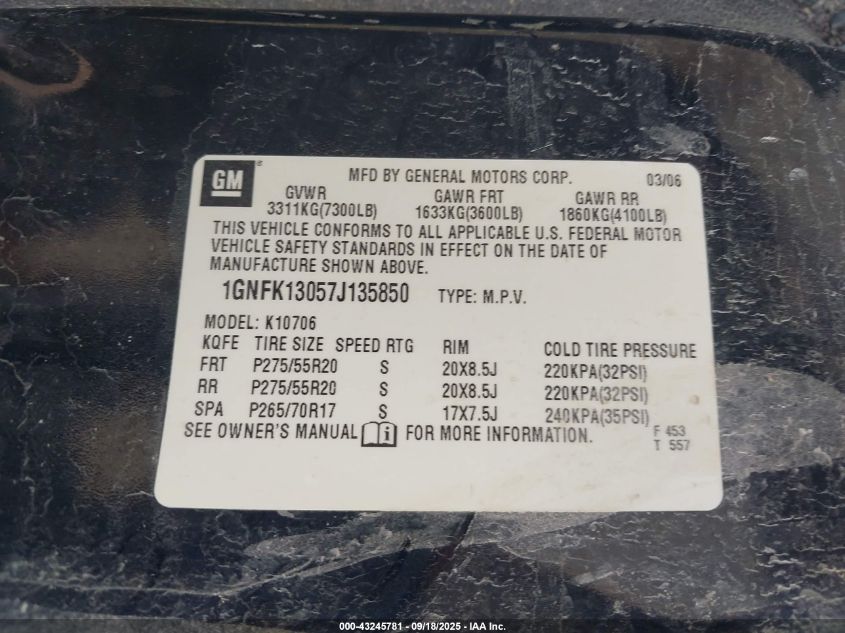 GM
MFD BY GENERAL MOTORS CORP. 03/06
GVWR GAWR FRT GAWR RR
3311KG(7300LB) 1633KG(3600LB) 1860KG(4100LB)
THIS VEHICLE CONFORMS TO ALL APPLICABLE U.S. FEDERAL MOTOR
VEHICLE SAFETY STANDARDS IN EFFECT ON THE DATE OF
MANUFACTURE SHOWN ABOVE.
1GNFK13057J135850 TYPE: M.P.V.
MODEL: K10706
KQFE TIRE SIZE SPEED RTG RIM COLD TIRE PRESSURE
FRT P275/55R20 S 20X8.5J 220KPA(32PSI)
RR P275/55R20 S 20X8.5J 220KPA(32PSI)
SPA P265/70R17 S 17X7.5J 240KPA(35PSI)
SEE OWNER'S MANUAL i FOR MORE INFORMATION.
F 453
T 557
000-43245781 - 09/18/2025 - IAA Inc.